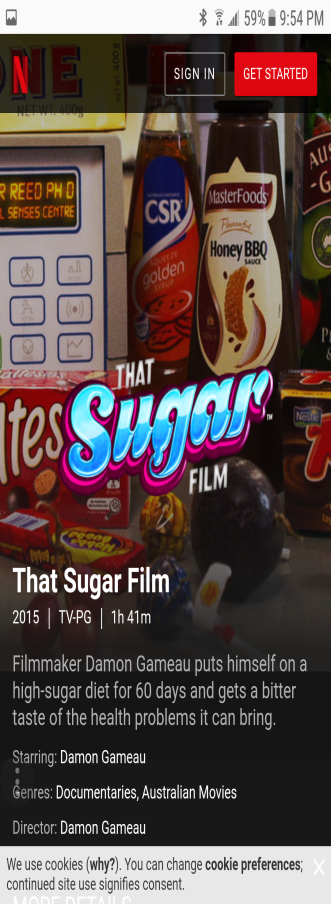 59% 9:54 PM
N
SIGN IN
GET STARTED
NET WT. 400g
R REED PH D
L SENSES CENTRE
CSR
SQUEEZE
golden
SYRUP
MasterFoods
Flavourful
Honey BBQ
SAUCE
Nestle
THAT
Sugar
FILM
That Sugar Film
2015 | TV-PG | 1h 41m
Filmmaker Damon Gameau puts himself on a
high-sugar diet for 60 days and gets a bitter
taste of the health problems it can bring.
Starring: Damon Gameau
Genres: Documentaries, Australian Movies
Director: Damon Gameau
We use cookies (why?). You can change cookie preferences; X
continued site use signifies consent.
MORE DETAILS